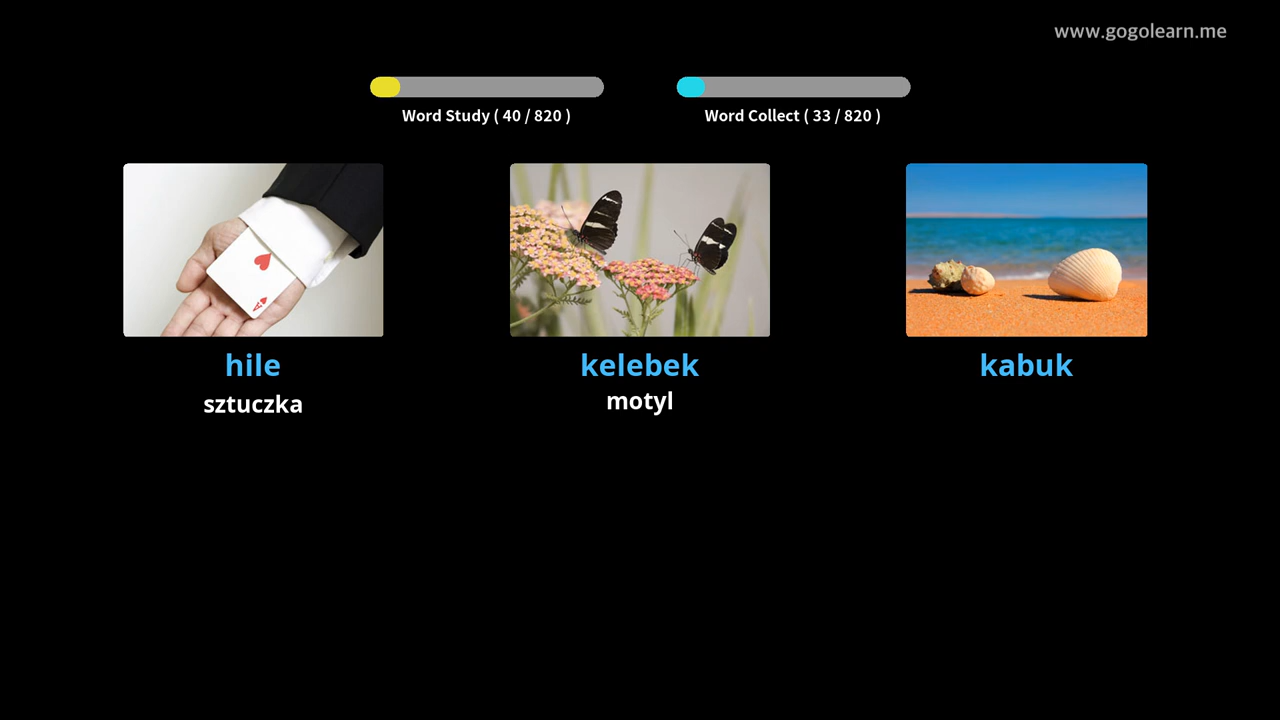 www.gogolearn.me
Word Study ( 40 / 820 )
Word Collect ( 33 / 820 )
hile
kelebek
kabuk
sztuczka
motyl